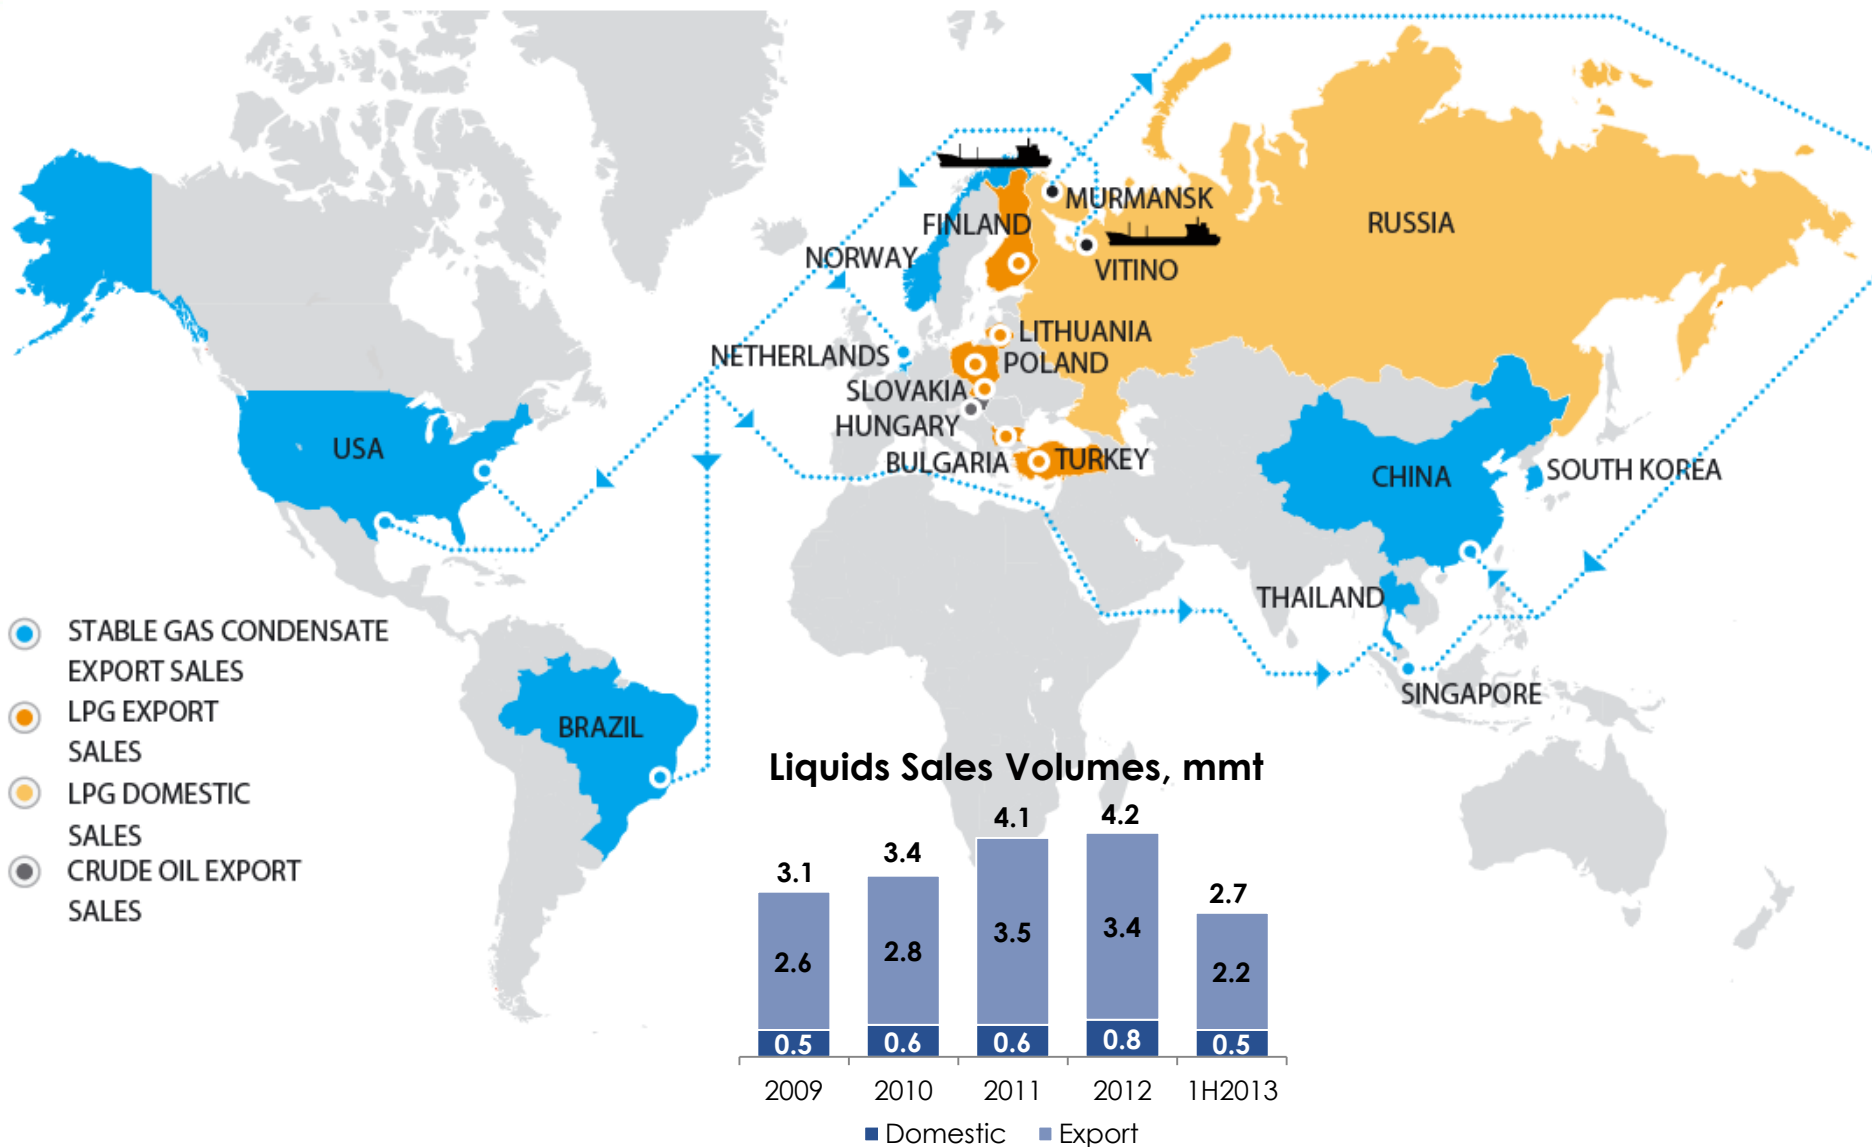 MURMANSK
FINLAND
RUSSIA
NORWAY
VITINO
LITHUANIA
NETHERLANDS
POLAND
SLOVAKIA
HUNGARY
BULGARIA
TURKEY
USA
CHINA
SOUTH KOREA
THAILAND
SINGAPORE
BRAZIL
STABLE GAS CONDENSATE
EXPORT SALES
LPG EXPORT
SALES
LPG DOMESTIC
SALES
CRUDE OIL EXPORT
SALES
Liquids Sales Volumes, mmt
3.1
3.4
4.1
4.2
2.7
2.6
2.8
3.5
3.4
2.2
0.5
0.6
0.6
0.8
0.5
2009
2010
2011
2012
1H2013
Domestic
Export